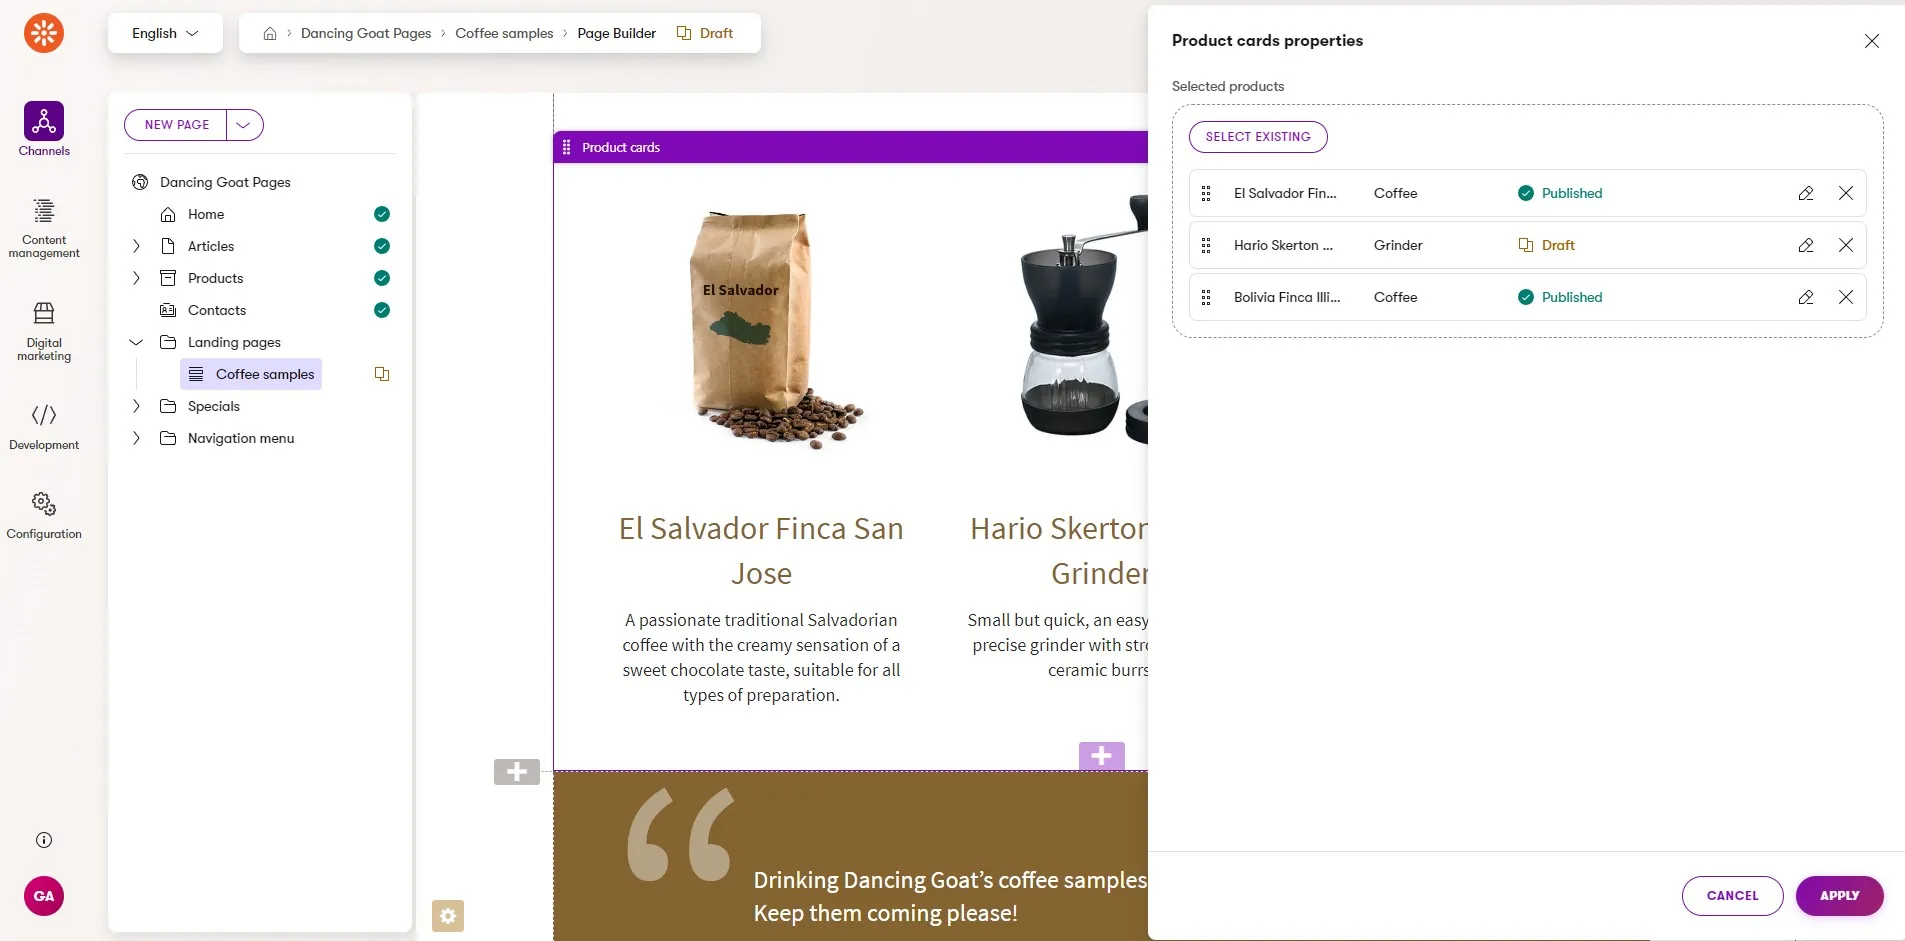 English
Dancing Goat Pages
Coffee samples
Page Builder
Draft
Channels
Content
management
Digital
marketing
Development
Configuration
GA
NEW PAGE
Dancing Goat Pages
Home
Articles
Products
Contacts
Landing pages
Coffee samples
Specials
Navigation menu
Product cards
El Salvador
El Salvador Finca San
Jose
A passionate traditional Salvadorian
coffee with the creamy sensation of a
sweet chocolate taste, suitable for all
types of preparation.
Hario Skerton
Grinder
Small but quick, an easy
precise grinder with
ceramic burrs
“
Drinking Dancing Goat’s coffee samples
Keep them coming please!
Product cards properties
Selected products
SELECT EXISTING
El Salvador Fin... Coffee Published
Hario Skerton ... Grinder Draft
Bolivia Finca Illi... Coffee Published
CANCEL
APPLY